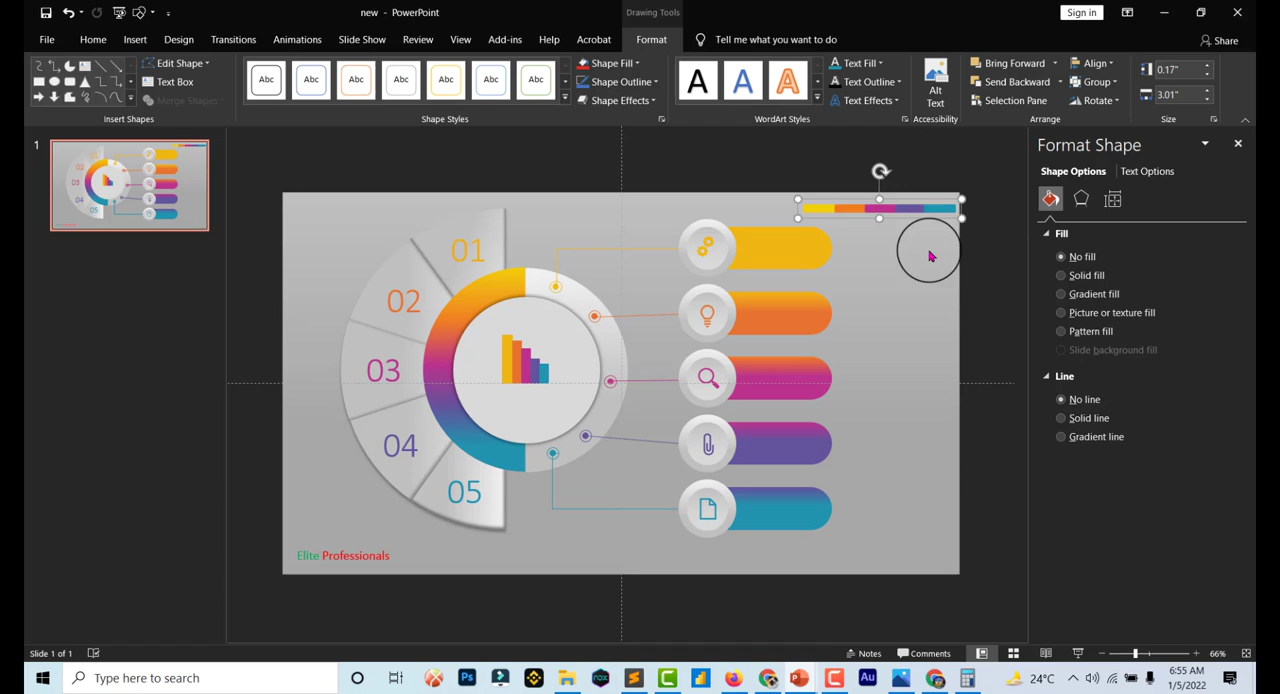 new - PowerPoint
Drawing Tools
Sign in
File Home Insert Design Transitions Animations Slide Show Review View Add-ins Help Acrobat Format Tell me what you want to do Share
Edit Shape
Text Box
Merge Shapes
Insert Shapes
Abc Abc Abc Abc Abc Abc Abc
Shape Styles
Shape Fill
Shape Outline
Shape Effects
A A A
WordArt Styles
Text Fill
Text Outline
Text Effects
Alt
Text
Accessibility
Bring Forward
Send Backward
Selection Pane
Align
Group
Rotate
Arrange
0.17"
3.01"
Size
1
01
02
03
04
05
Elite Professionals
Format Shape
Shape Options Text Options
Fill
No fill
Solid fill
Gradient fill
Picture or texture fill
Pattern fill
Slide background fill
Line
No line
Solid line
Gradient line
Slide 1 of 1
Notes Comments 66%
Type here to search
Ps
Au
24°C
6:55 AM
1/5/2022